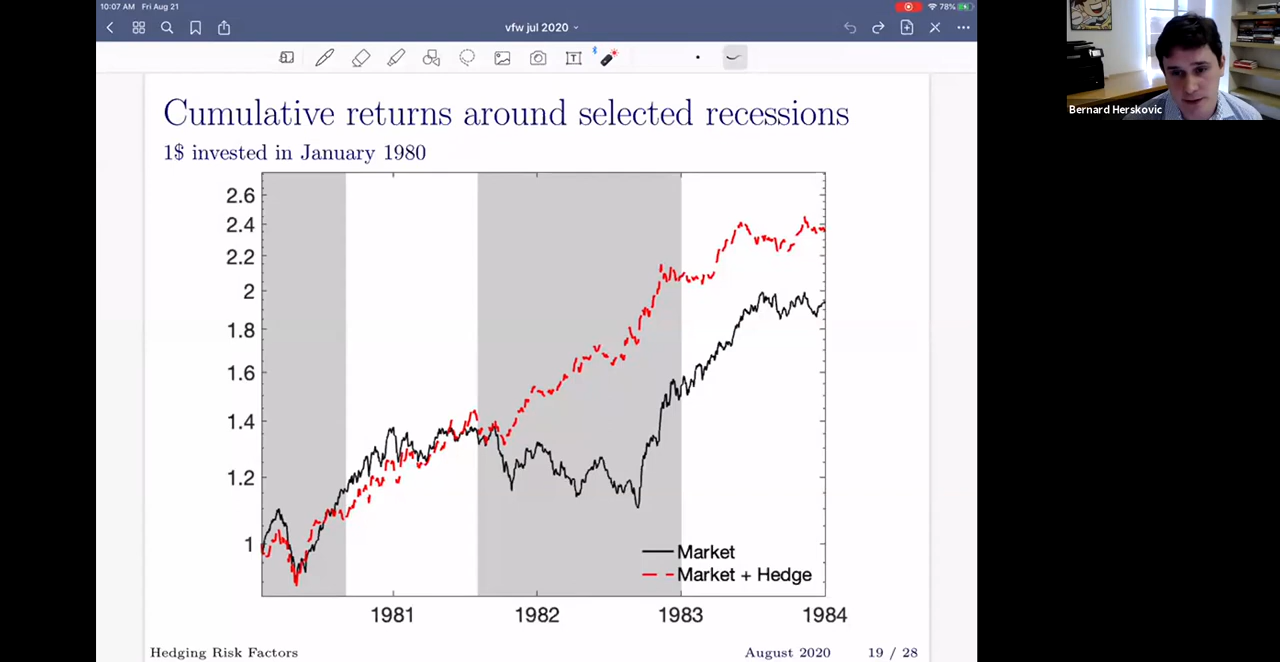 10:07 AM Fri Aug 21
78%
vfw jul 2020
T
Cumulative returns around selected recessions
1$ invested in January 1980
2.6
2.4
2.2
2
1.8
1.6
1.4
1.2
1
Market
Market + Hedge
1981 1982 1983 1984
Hedging Risk Factors August 2020 19 / 28
Bernard Herskovic